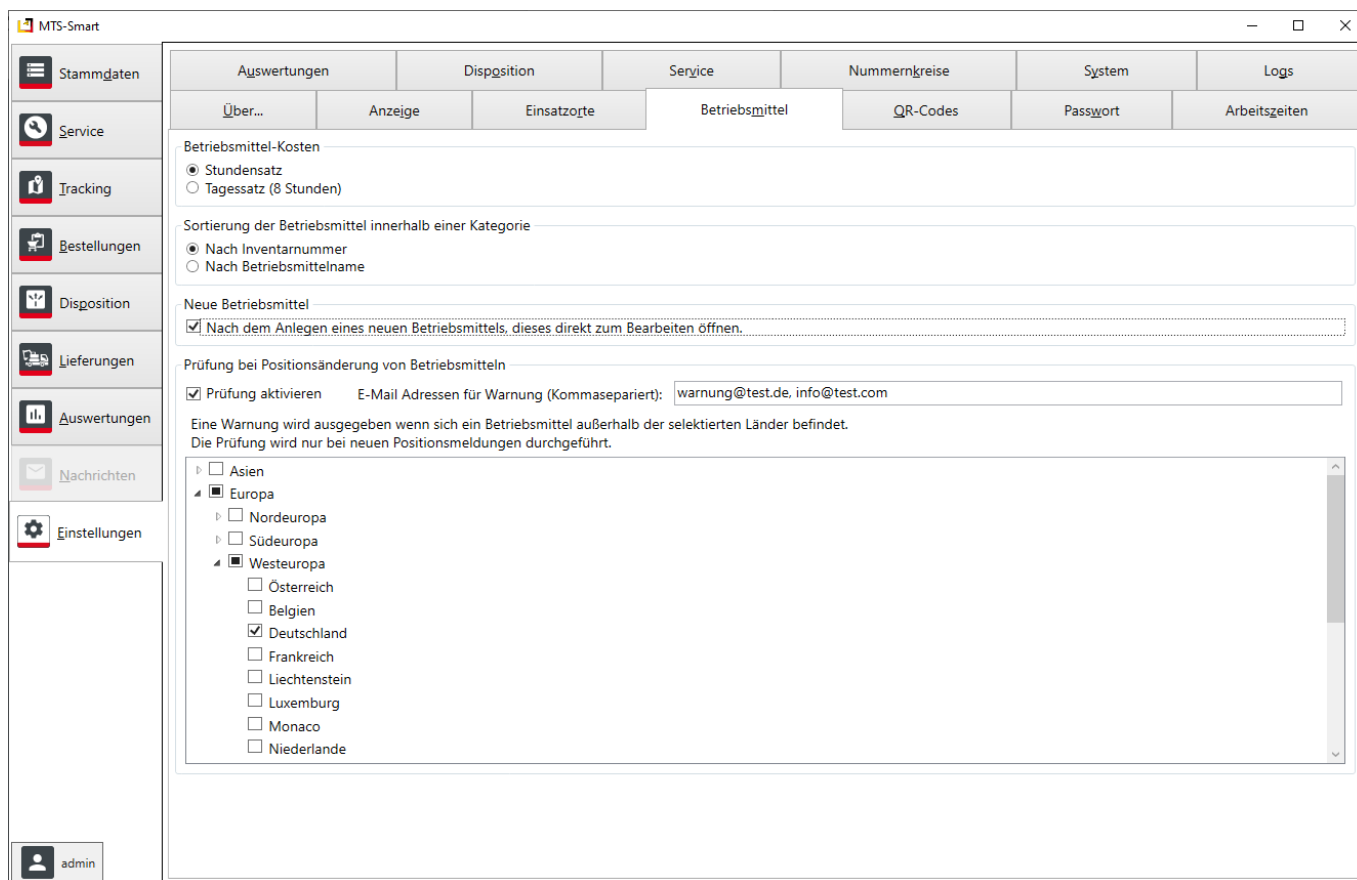 MTS-Smart
Stammdaten
Service
Tracking
Bestellungen
Disposition
Lieferungen
Auswertungen
Nachrichten
Einstellungen
admin
Auswertungen Disposition Service Nummernkreise System Logs
Über... Anzeige Einsatzorte Betriebsmittel QR-Codes Passwort Arbeitszeiten
Betriebsmittel-Kosten
Stundensatz
Tagessatz (8 Stunden)
Sortierung der Betriebsmittel innerhalb einer Kategorie
Nach Inventarnummer
Nach Betriebsmittelname
Neue Betriebsmittel
Nach dem Anlegen eines neuen Betriebsmittels, dieses direkt zum Bearbeiten öffnen.
Prüfung bei Positionsänderung von Betriebsmitteln
Prüfung aktivieren E-Mail Adressen für Warnung (Kommasepariert): warnung@test.de, info@test.com
Eine Warnung wird ausgegeben wenn sich ein Betriebsmittel außerhalb der selektierten Länder befindet.
Die Prüfung wird nur bei neuen Positionsmeldungen durchgeführt.
Asien
Europa
Nordeuropa
Südeuropa
Westeuropa
Österreich
Belgien
Deutschland
Frankreich
Liechtenstein
Luxemburg
Monaco
Niederlande